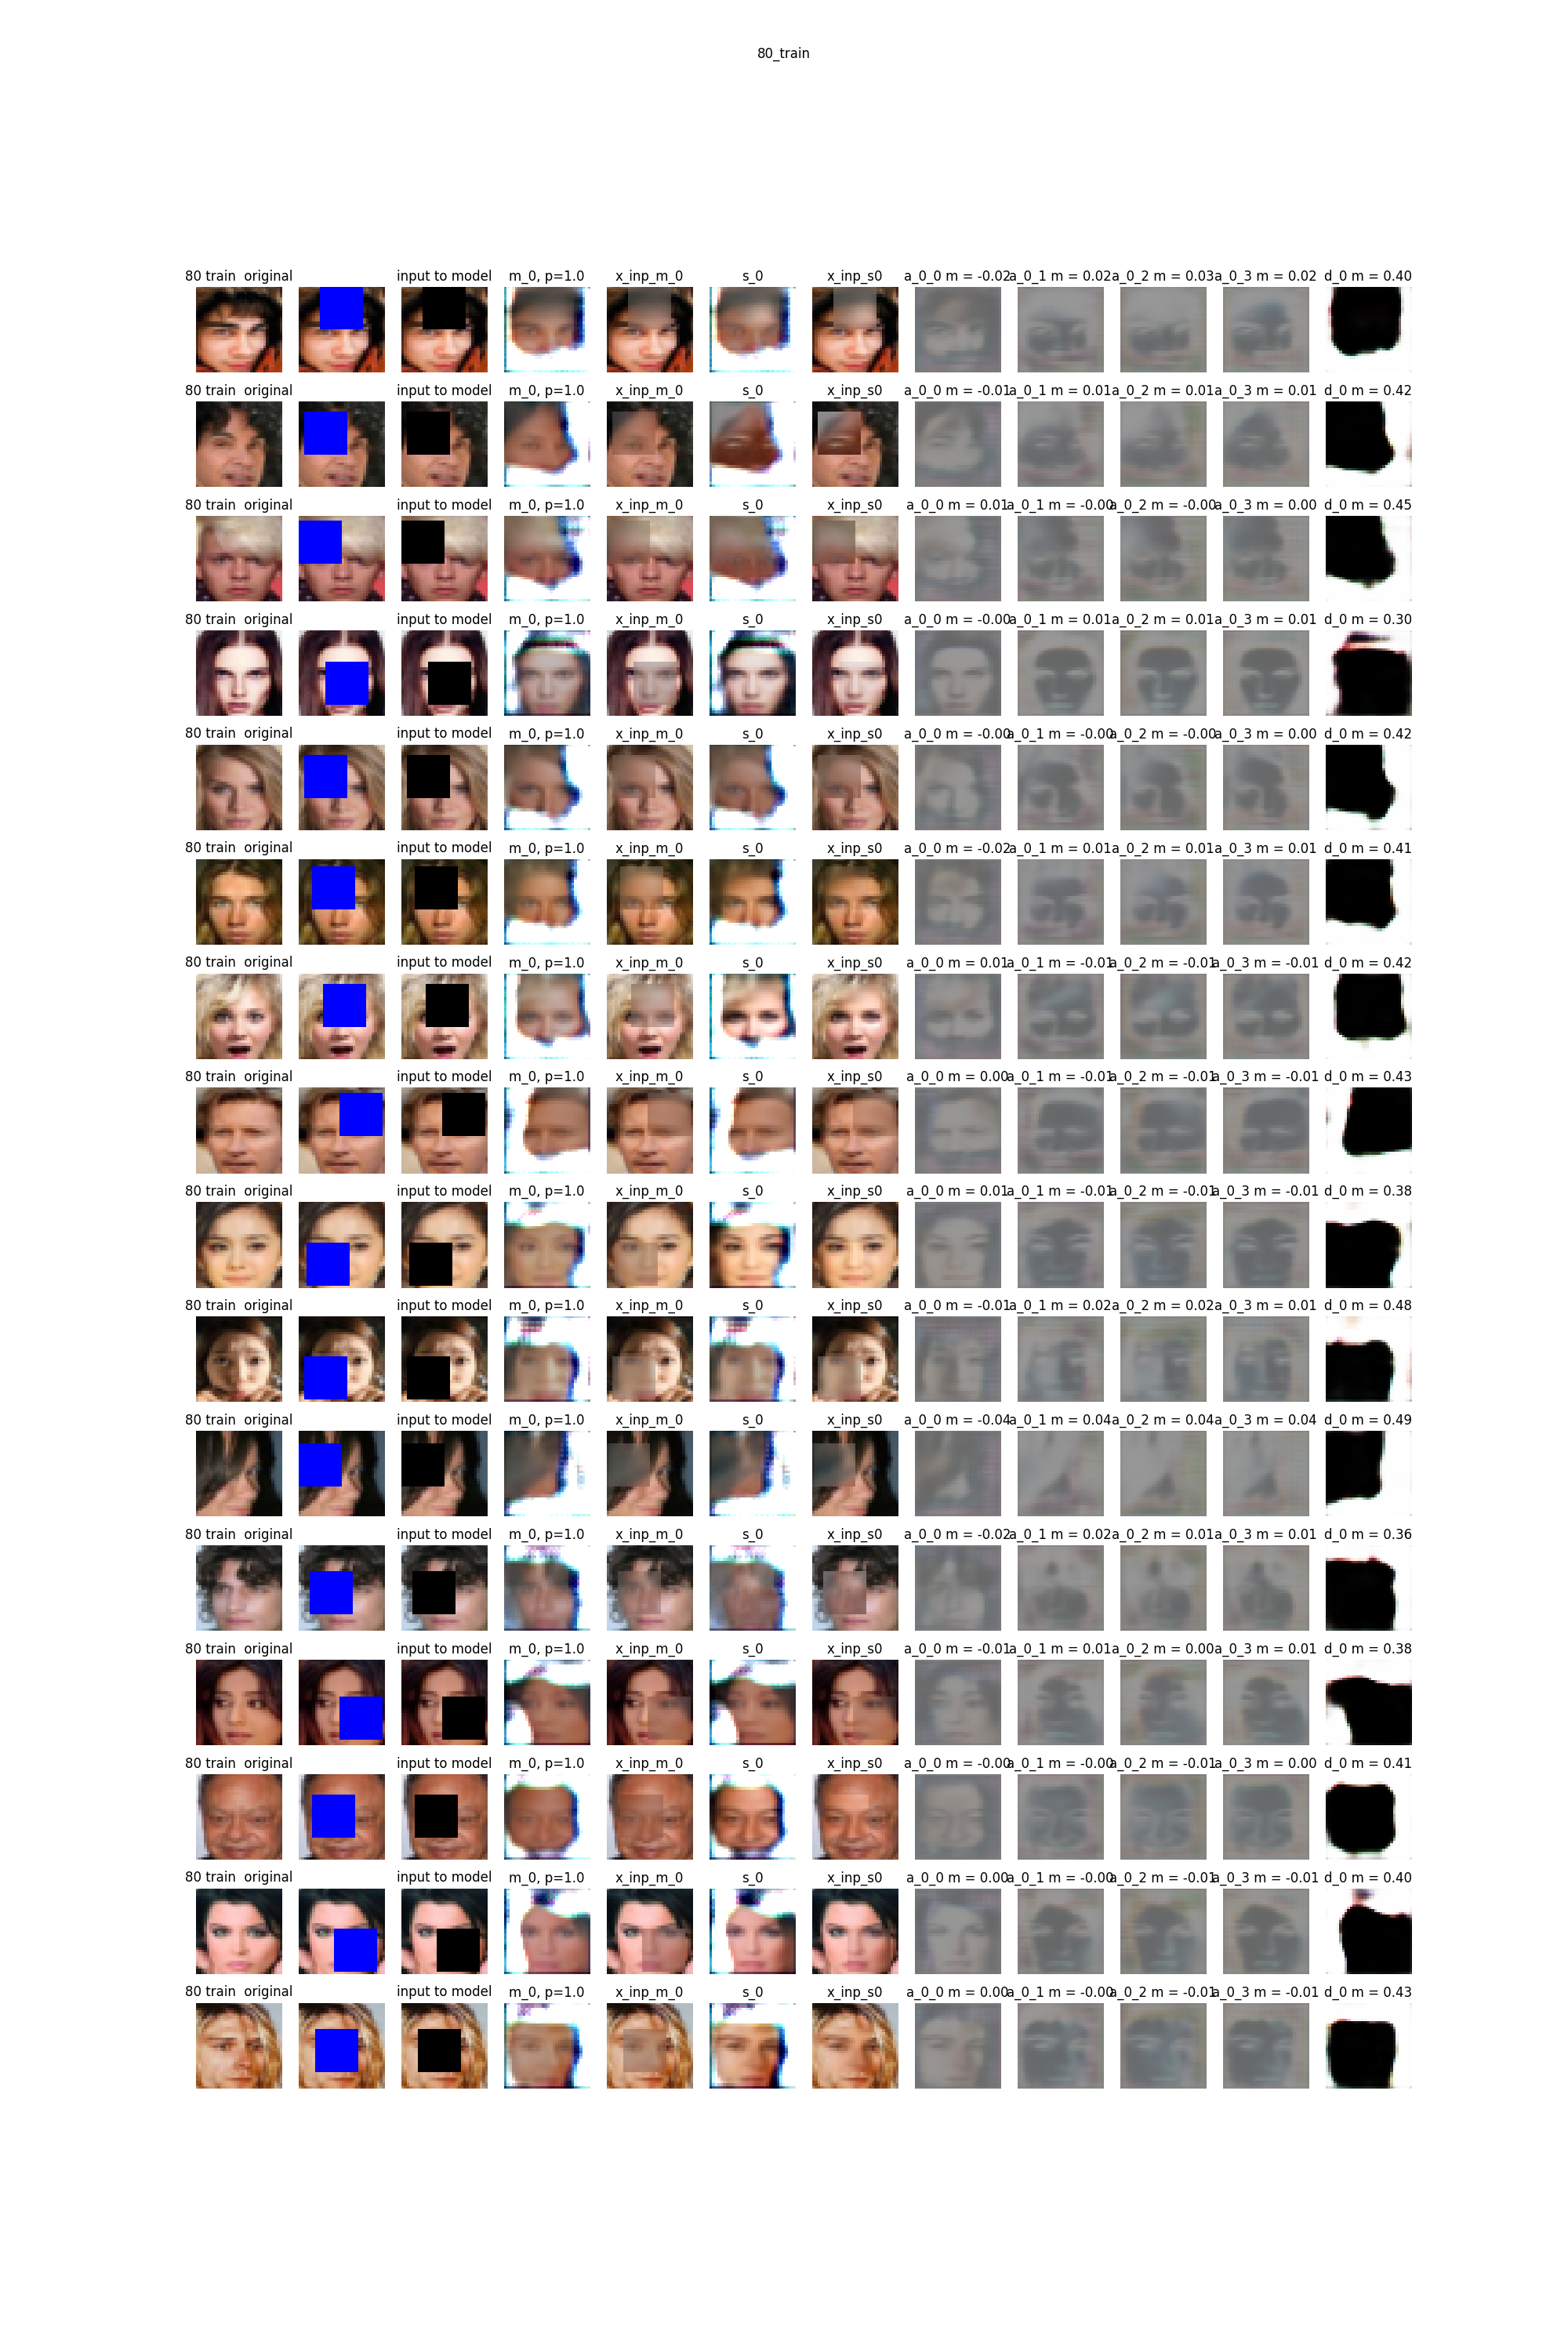 80_train
80 train  original input to model m_0, p=1.0 x_inp_m_0 s_0 x_inp_s0 a_0_0 m = -0.02 a_0_1 m = 0.02 a_0_2 m = 0.03 a_0_3 m = 0.02 d_0 m = 0.40
80 train  original input to model m_0, p=1.0 x_inp_m_0 s_0 x_inp_s0 a_0_0 m = -0.01 a_0_1 m = 0.01 a_0_2 m = 0.01 a_0_3 m = 0.01 d_0 m = 0.42
80 train  original input to model m_0, p=1.0 x_inp_m_0 s_0 x_inp_s0 a_0_0 m = 0.01 a_0_1 m = -0.00 a_0_2 m = -0.00 a_0_3 m = 0.00 d_0 m = 0.45
80 train  original input to model m_0, p=1.0 x_inp_m_0 s_0 x_inp_s0 a_0_0 m = -0.00 a_0_1 m = 0.01 a_0_2 m = 0.01 a_0_3 m = 0.01 d_0 m = 0.30
80 train  original input to model m_0, p=1.0 x_inp_m_0 s_0 x_inp_s0 a_0_0 m = -0.00 a_0_1 m = -0.00 a_0_2 m = -0.00 a_0_3 m = 0.00 d_0 m = 0.42
80 train  original input to model m_0, p=1.0 x_inp_m_0 s_0 x_inp_s0 a_0_0 m = -0.02 a_0_1 m = 0.01 a_0_2 m = 0.01 a_0_3 m = 0.01 d_0 m = 0.41
80 train  original input to model m_0, p=1.0 x_inp_m_0 s_0 x_inp_s0 a_0_0 m = 0.01 a_0_1 m = -0.01 a_0_2 m = -0.01 a_0_3 m = -0.01 d_0 m = 0.42
80 train  original input to model m_0, p=1.0 x_inp_m_0 s_0 x_inp_s0 a_0_0 m = 0.00 a_0_1 m = -0.01 a_0_2 m = -0.01 a_0_3 m = -0.01 d_0 m = 0.43
80 train  original input to model m_0, p=1.0 x_inp_m_0 s_0 x_inp_s0 a_0_0 m = 0.01 a_0_1 m = -0.01 a_0_2 m = -0.01 a_0_3 m = -0.01 d_0 m = 0.38
80 train  original input to model m_0, p=1.0 x_inp_m_0 s_0 x_inp_s0 a_0_0 m = -0.01 a_0_1 m = 0.02 a_0_2 m = 0.02 a_0_3 m = 0.01 d_0 m = 0.48
80 train  original input to model m_0, p=1.0 x_inp_m_0 s_0 x_inp_s0 a_0_0 m = -0.04 a_0_1 m = 0.04 a_0_2 m = 0.04 a_0_3 m = 0.04 d_0 m = 0.49
80 train  original input to model m_0, p=1.0 x_inp_m_0 s_0 x_inp_s0 a_0_0 m = -0.02 a_0_1 m = 0.02 a_0_2 m = 0.01 a_0_3 m = 0.01 d_0 m = 0.36
80 train  original input to model m_0, p=1.0 x_inp_m_0 s_0 x_inp_s0 a_0_0 m = -0.01 a_0_1 m = 0.01 a_0_2 m = 0.00 a_0_3 m = 0.01 d_0 m = 0.38
80 train  original input to model m_0, p=1.0 x_inp_m_0 s_0 x_inp_s0 a_0_0 m = -0.00 a_0_1 m = -0.00 a_0_2 m = -0.01 a_0_3 m = 0.00 d_0 m = 0.41
80 train  original input to model m_0, p=1.0 x_inp_m_0 s_0 x_inp_s0 a_0_0 m = 0.00 a_0_1 m = -0.00 a_0_2 m = -0.01 a_0_3 m = -0.01 d_0 m = 0.40
80 train  original input to model m_0, p=1.0 x_inp_m_0 s_0 x_inp_s0 a_0_0 m = 0.00 a_0_1 m = -0.00 a_0_2 m = -0.01 a_0_3 m = -0.01 d_0 m = 0.43